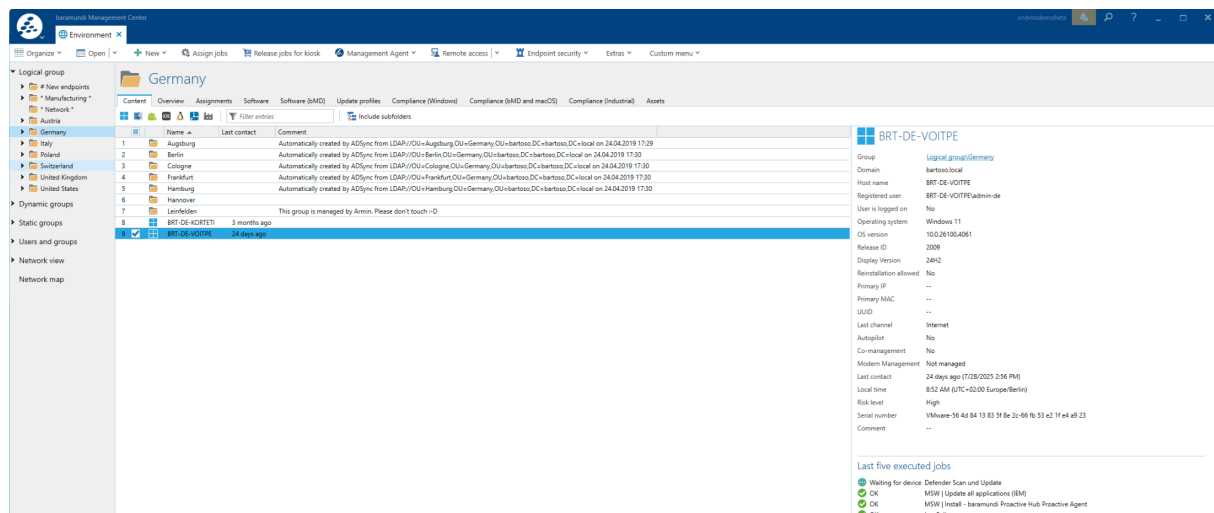 baramundi Management Center
srvbmsdemohetz
?
Environment
Organize Open New Assign jobs Release jobs for kiosk Management Agent Remote access Endpoint security Extras Custom menu
Logical group
# New endpoints
* Manufacturing *
* Network *
Austria
Germany
Italy
Poland
Switzerland
United Kingdom
United States
Dynamic groups
Static groups
Users and groups
Network view
Network map
Germany
Content Overview Assignments Software Software (bMD) Update profiles Compliance (Windows) Compliance (bMD and macOS) Compliance (Industrial) Assets
Filter entries Include subfolders
Name Last contact Comment
1 Augsburg Automatically created by ADSync from LDAP://OU=Augsburg,OU=Germany,OU=bartoso,DC=bartoso,DC=local on 24.04.2019 17:29
2 Berlin Automatically created by ADSync from LDAP://OU=Berlin,OU=Germany,OU=bartoso,DC=bartoso,DC=local on 24.04.2019 17:30
3 Cologne Automatically created by ADSync from LDAP://OU=Cologne,OU=Germany,OU=bartoso,DC=bartoso,DC=local on 24.04.2019 17:30
4 Frankfurt Automatically created by ADSync from LDAP://OU=Frankfurt,OU=Germany,OU=bartoso,DC=bartoso,DC=local on 24.04.2019 17:30
5 Hamburg Automatically created by ADSync from LDAP://OU=Hamburg,OU=Germany,OU=bartoso,DC=bartoso,DC=local on 24.04.2019 17:30
6 Hannover
7 Leinfelden This group is managed by Armin. Please don't touch :-D
8 BRT-DE-KORTETI 3 months ago
9 BRT-DE-VOITPE 24 days ago
BRT-DE-VOITPE
Group Logical group\Germany
Domain bartoso.local
Host name BRT-DE-VOITPE
Registered user BRT-DE-VOITPE\admin-de
User is logged on No
Operating system Windows 11
OS version 10.0.26100.4061
Release ID 2009
Display Version 24H2
Reinstallation allowed No
Primary IP --
Primary MAC --
UUID --
Last channel Internet
Autopilot No
Co-management No
Modern Management Not managed
Last contact 24 days ago (7/28/2025 2:56 PM)
Local time 8:52 AM (UTC+02:00 Europe/Berlin)
Risk level High
Serial number VMware-56 4d 84 13 83 5f 8e 2c-66 fb 53 e2 1f e4 a9 23
Comment --
Last five executed jobs
Waiting for device Defender Scan und Update
OK MSW | Update all applications (IEM)
OK MSW | Install - baramundi Proactive Hub Proactive Agent